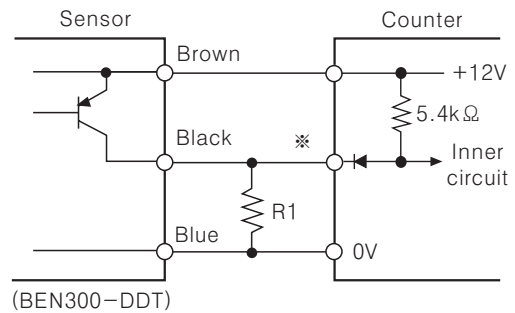 Sensor
Counter
Brown
+12V
5.4kΩ
Black
※
Inner
circuit
R1
Blue
0V
(BEN300-DDT)